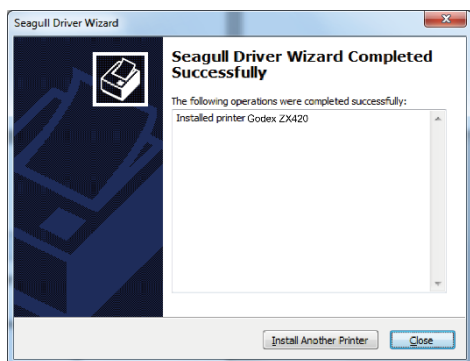 Seagull Driver Wizard
Seagull Driver Wizard Completed
Successfully
The following operations were completed successfully:
Installed printer Godex ZX420
Install Another Printer
Close